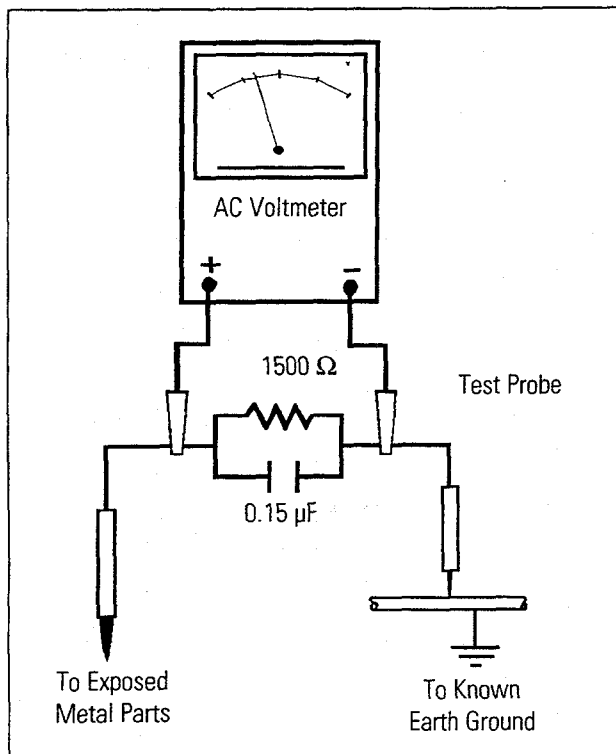 AC Voltmeter
+ −
1500 Ω
Test Probe
0.15 µF
To Exposed
Metal Parts
To Known
Earth Ground